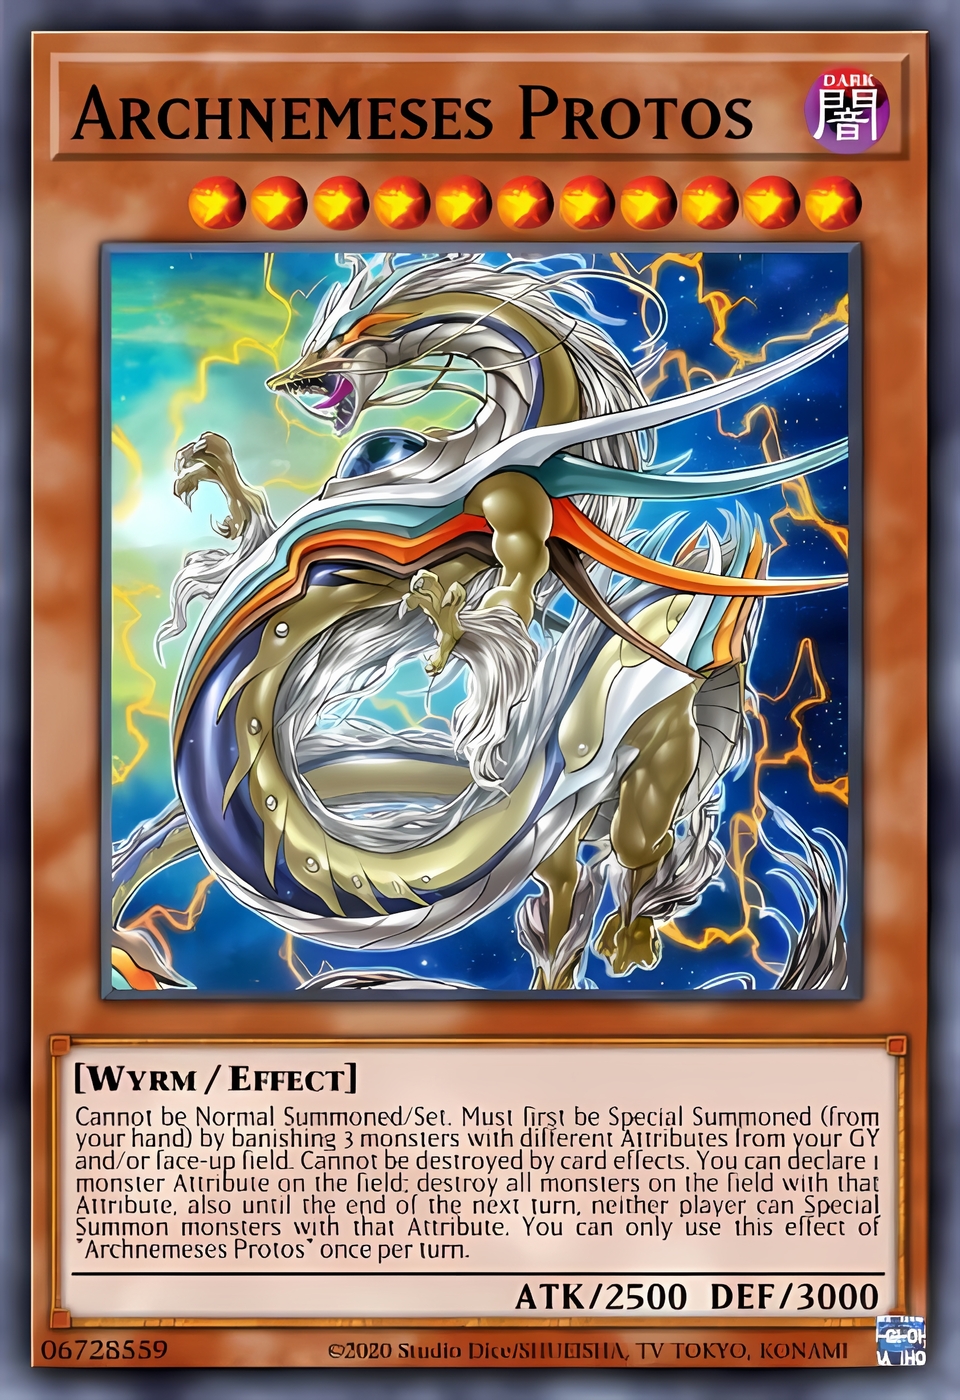 ARCHNEMESES PROTOS
DARK
闇
[WYRM / EFFECT]
Cannot be Normal Summoned/Set. Must first be Special Summoned (from
your hand) by banishing 3 monsters with different Attributes from your GY
and/or face-up field. Cannot be destroyed by card effects. You can declare 1
monster Attribute on the field; destroy all monsters on the field with that
Attribute, also until the end of the next turn, neither player can Special
Summon monsters with that Attribute. You can only use this effect of
"Archnemeses Protos" once per turn.
ATK/2500 DEF/3000
06728559
©2020 Studio Dice/SHUEISHA, TV TOKYO, KONAMI